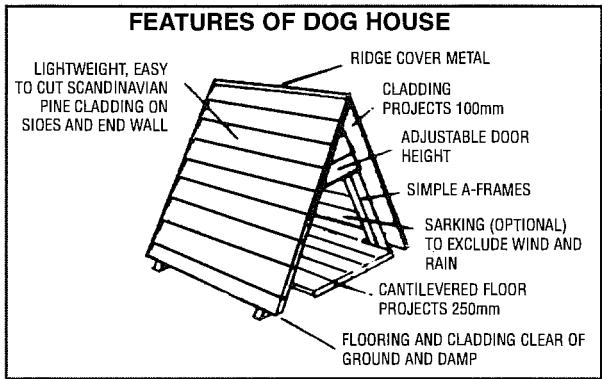 FEATURES OF DOG HOUSE
LIGHTWEIGHT, EASY
TO CUT SCANDINAVIAN
PINE CLADDING ON
SIOES AND END WALL
RIDGE COVER METAL
CLADDING
PROJECTS 100mm
ADJUSTABLE DOOR
HEIGHT
SIMPLE A-FRAMES
SARKING (OPTIONAL)
TO EXCLUDE WIND AND
RAIN
CANTILEVERED FLOOR
PROJECTS 250mm
FLOORING AND CLADDING CLEAR OF
GROUND AND DAMP